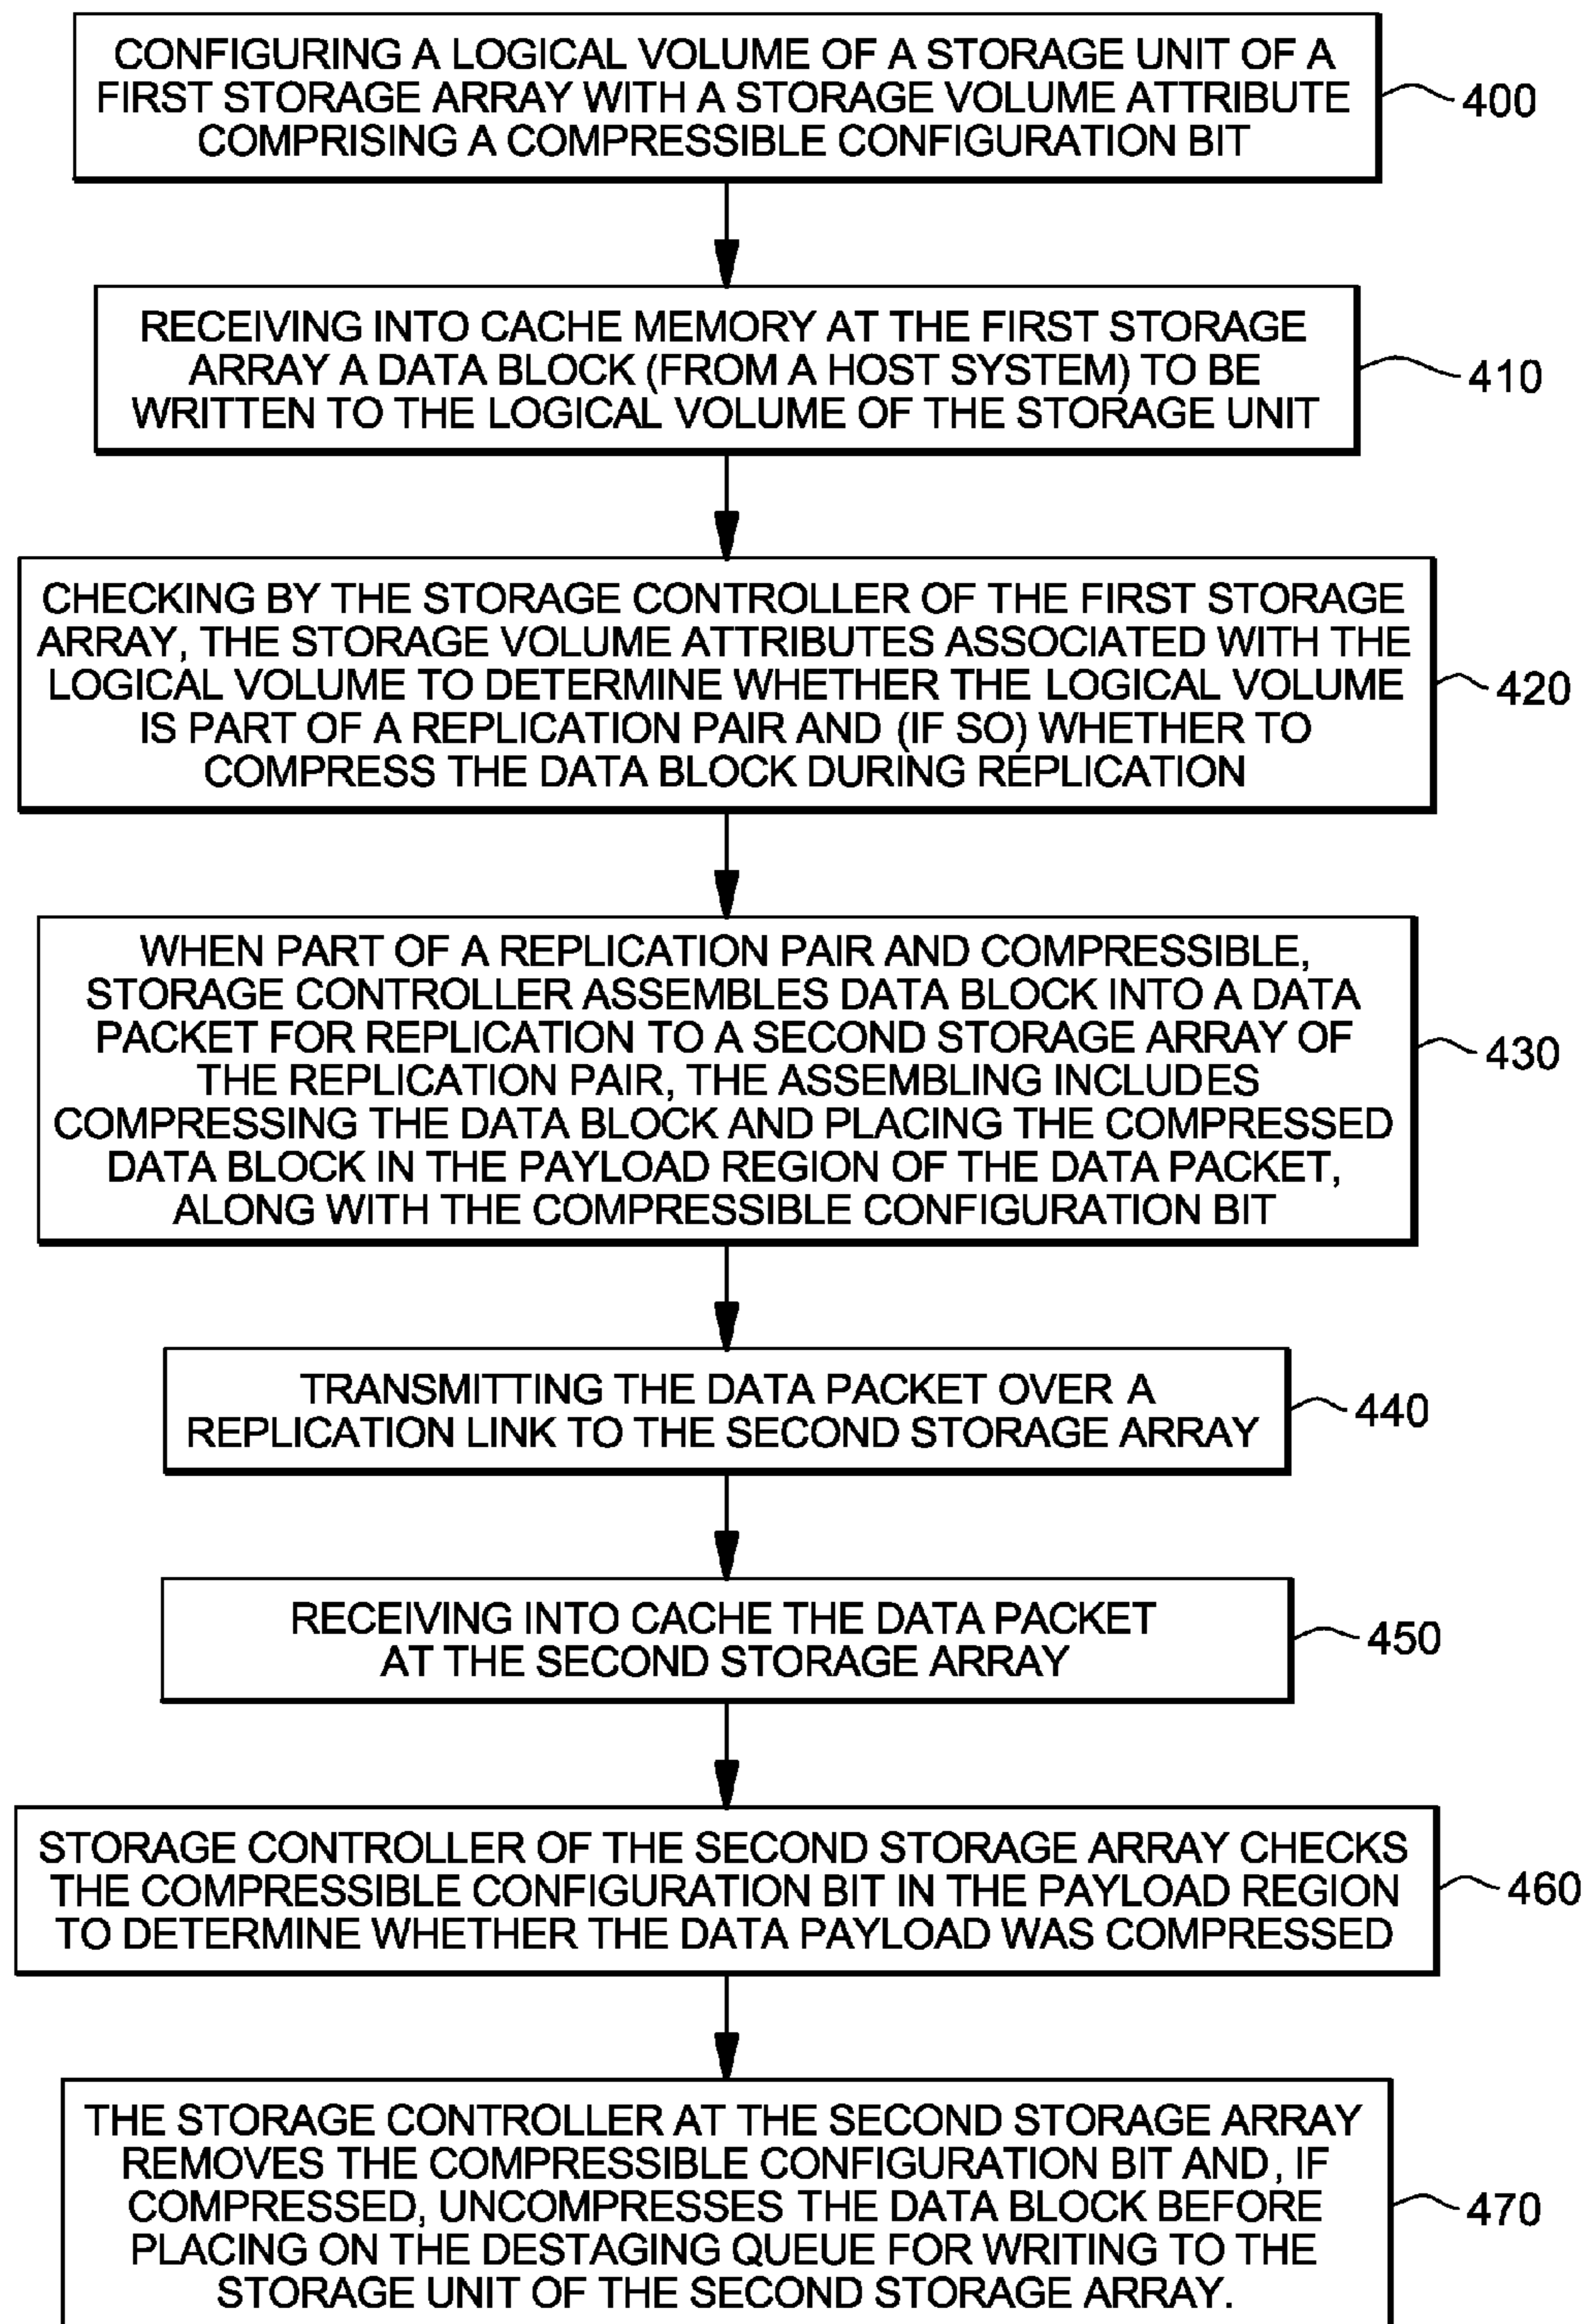 CONFIGURING A LOGICAL VOLUME OF A STORAGE UNIT OF A
FIRST STORAGE ARRAY WITH A STORAGE VOLUME ATTRIBUTE
COMPRISING A COMPRESSIBLE CONFIGURATION BIT
400
RECEIVING INTO CACHE MEMORY AT THE FIRST STORAGE
ARRAY A DATA BLOCK (FROM A HOST SYSTEM) TO BE
WRITTEN TO THE LOGICAL VOLUME OF THE STORAGE UNIT
410
CHECKING BY THE STORAGE CONTROLLER OF THE FIRST STORAGE
ARRAY, THE STORAGE VOLUME ATTRIBUTES ASSOCIATED WITH THE
LOGICAL VOLUME TO DETERMINE WHETHER THE LOGICAL VOLUME
IS PART OF A REPLICATION PAIR AND (IF SO) WHETHER TO
COMPRESS THE DATA BLOCK DURING REPLICATION
420
WHEN PART OF A REPLICATION PAIR AND COMPRESSIBLE,
STORAGE CONTROLLER ASSEMBLES DATA BLOCK INTO A DATA
PACKET FOR REPLICATION TO A SECOND STORAGE ARRAY OF
THE REPLICATION PAIR, THE ASSEMBLING INCLUDES
COMPRESSING THE DATA BLOCK AND PLACING THE COMPRESSED
DATA BLOCK IN THE PAYLOAD REGION OF THE DATA PACKET,
ALONG WITH THE COMPRESSIBLE CONFIGURATION BIT
430
TRANSMITTING THE DATA PACKET OVER A
REPLICATION LINK TO THE SECOND STORAGE ARRAY
440
RECEIVING INTO CACHE THE DATA PACKET
AT THE SECOND STORAGE ARRAY
450
STORAGE CONTROLLER OF THE SECOND STORAGE ARRAY CHECKS
THE COMPRESSIBLE CONFIGURATION BIT IN THE PAYLOAD REGION
TO DETERMINE WHETHER THE DATA PAYLOAD WAS COMPRESSED
460
THE STORAGE CONTROLLER AT THE SECOND STORAGE ARRAY
REMOVES THE COMPRESSIBLE CONFIGURATION BIT AND, IF
COMPRESSED, UNCOMPRESSES THE DATA BLOCK BEFORE
PLACING ON THE DESTAGING QUEUE FOR WRITING TO THE
STORAGE UNIT OF THE SECOND STORAGE ARRAY.
470